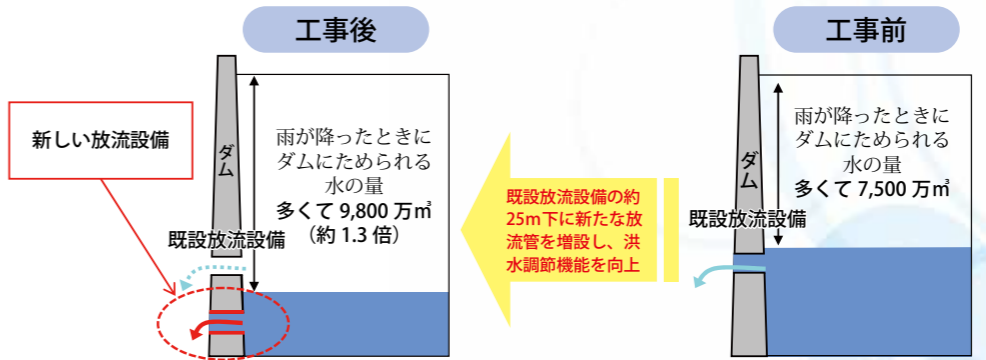 工事後
新しい放流設備
ダム
雨が降ったときに
ダムにためられる
水の量
多くて 9,800 万㎥
（約 1.3 倍）
既設放流設備
既設放流設備の約
25m下に新たな放
流管を増設し、洪
水調節機能を向上
工事前
ダム
雨が降ったときに
ダムにためられる
水の量
多くて 7,500 万㎥
既設放流設備